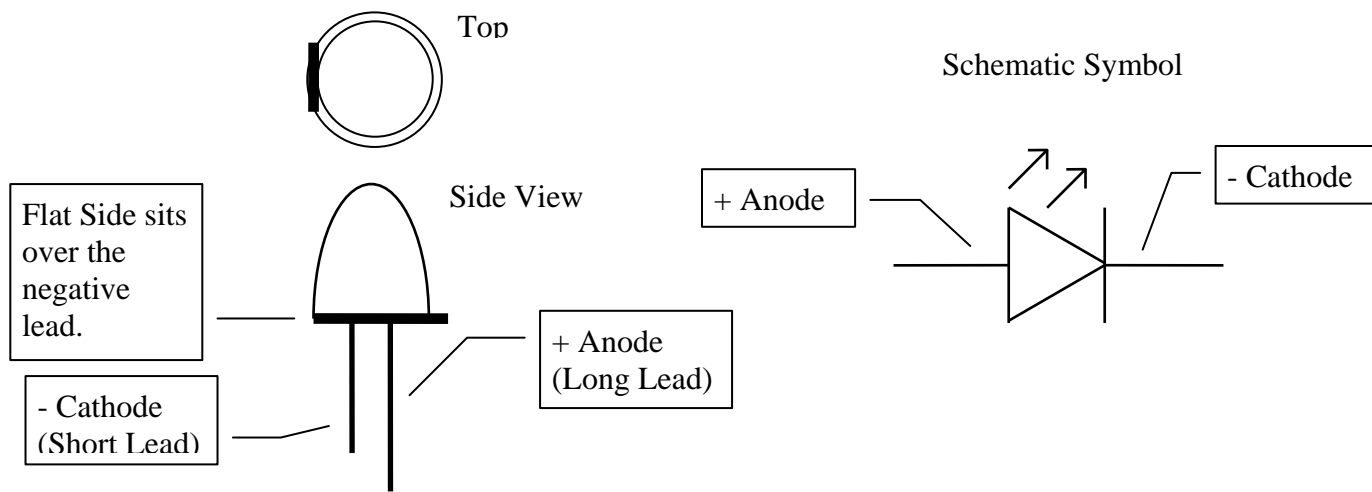 Top
Schematic Symbol
Side View
Flat Side sits
over the
negative
lead.
+ Anode
- Cathode
+ Anode
(Long Lead)
- Cathode
(Short Lead)